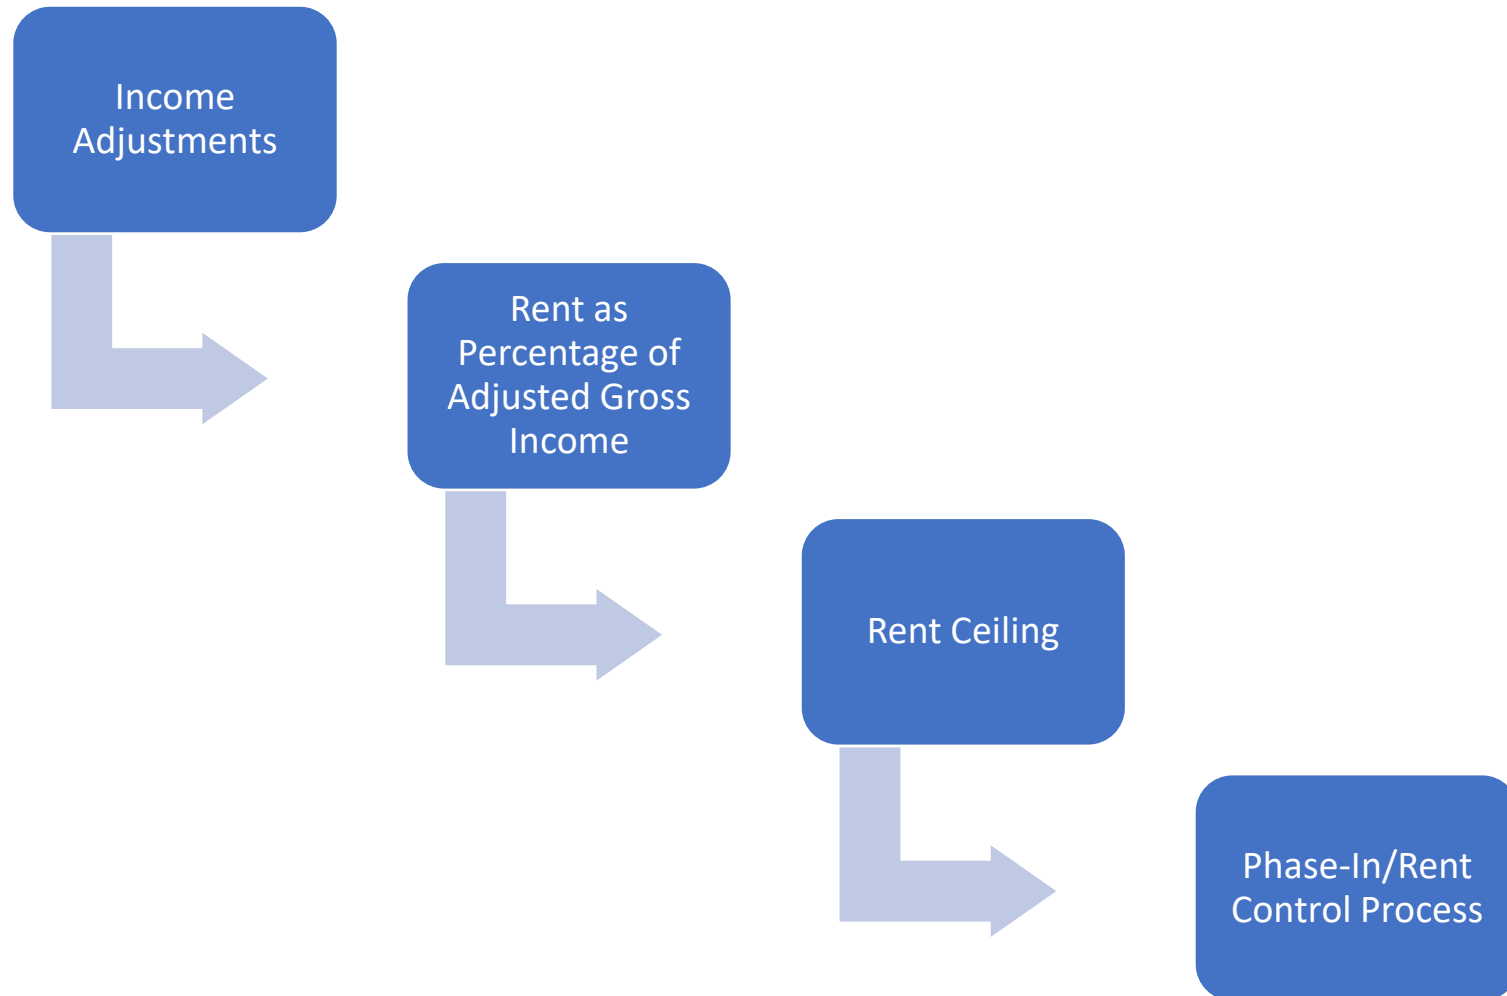 Income
Adjustments
Rent as
Percentage of
Adjusted Gross
Income
Rent Ceiling
Phase-In/Rent
Control Process